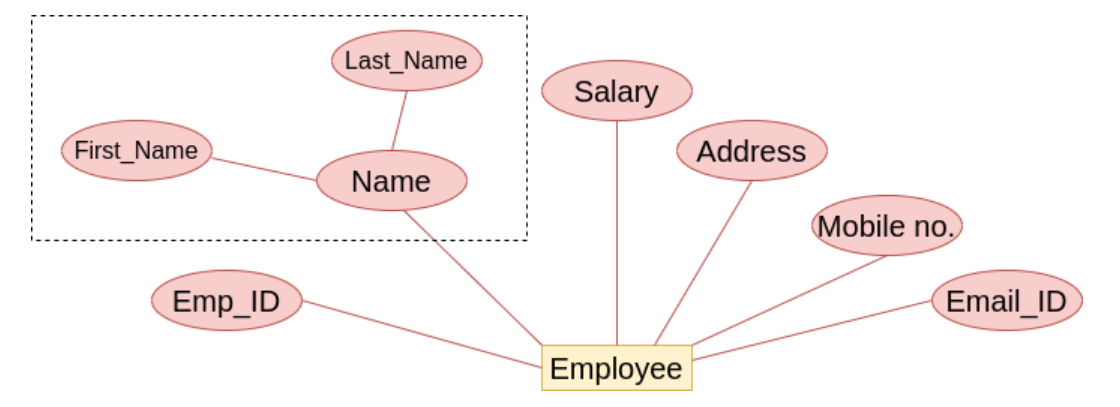 Last_Name
Salary
First_Name
Address
Name
Mobile no.
Emp_ID
Email_ID
Employee